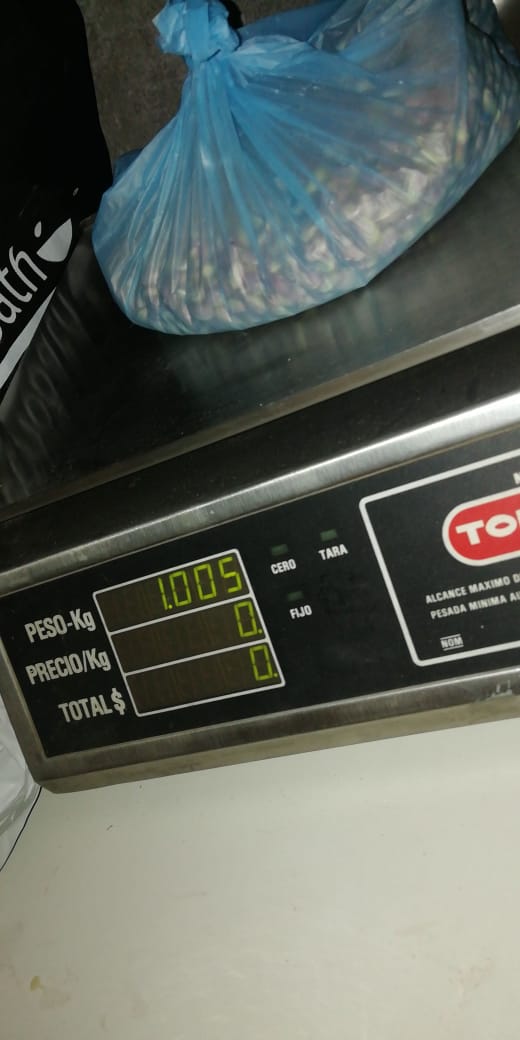 1.005
0.
0.
PESO-Kg
PRECIO/Kg
TOTAL $
CERO
TARA
FIJO
ALCANCE MAXIMO
PESADA MINIMA
NOM